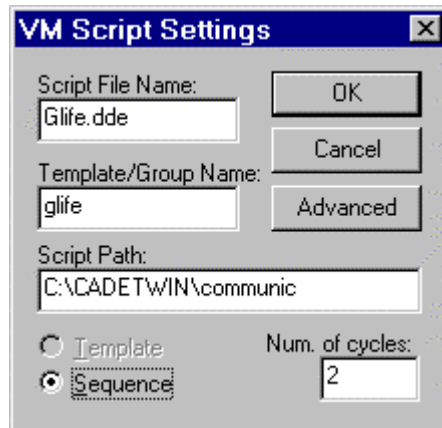 VM Script Settings
Script File Name:
Glife.dde
OK
Cancel
Template/Group Name:
glife
Advanced
Script Path:
C:\CADETWIN\communic
Template
Sequence
Num. of cycles:
2